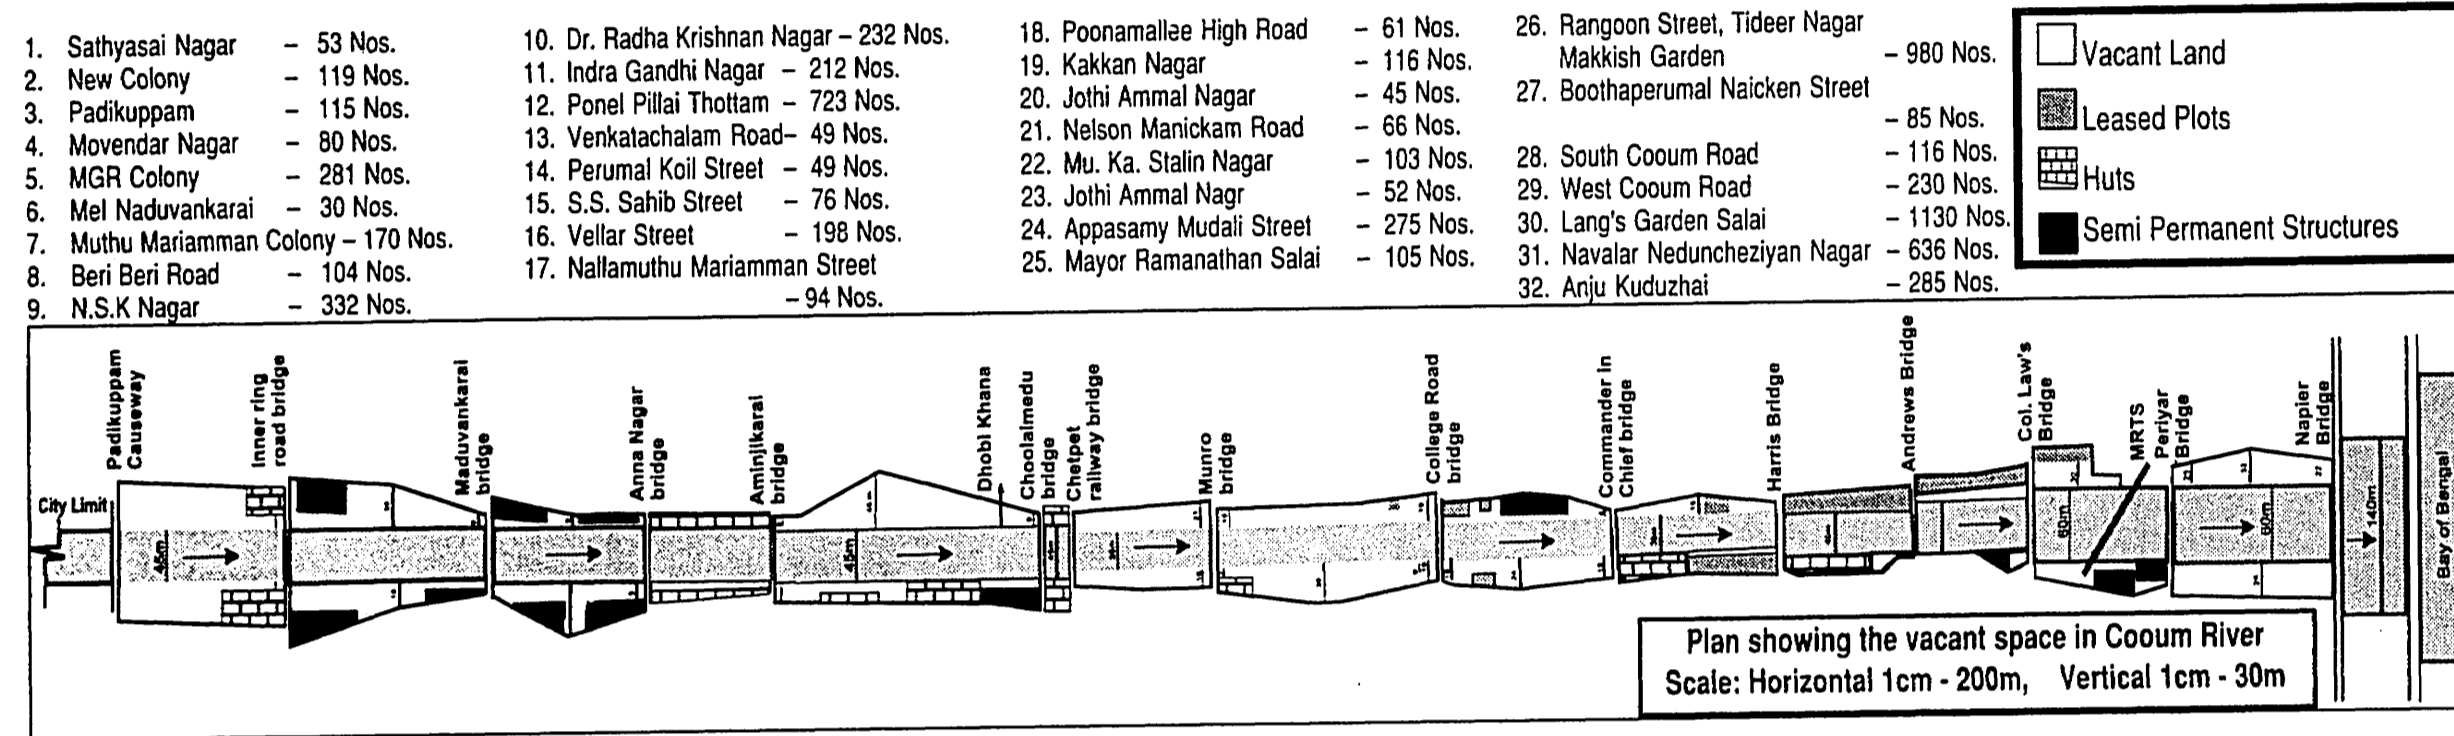 1. Sathyasai Nagar – 53 Nos.
2. New Colony – 119 Nos.
3. Padikuppam – 115 Nos.
4. Movendar Nagar – 80 Nos.
5. MGR Colony – 281 Nos.
6. Mel Naduvankarai – 30 Nos.
7. Muthu Mariamman Colony – 170 Nos.
8. Beri Beri Road – 104 Nos.
9. N.S.K Nagar – 332 Nos.
10. Dr. Radha Krishnan Nagar – 232 Nos.
11. Indra Gandhi Nagar – 212 Nos.
12. Ponel Pillai Thottam – 723 Nos.
13. Venkatachalam Road– 49 Nos.
14. Perumal Koil Street – 49 Nos.
15. S.S. Sahib Street – 76 Nos.
16. Vellar Street – 198 Nos.
17. Nallamuthu Mariamman Street
– 94 Nos.
18. Poonamallee High Road – 61 Nos.
19. Kakkan Nagar – 116 Nos.
20. Jothi Ammal Nagar – 45 Nos.
21. Nelson Manickam Road – 66 Nos.
22. Mu. Ka. Stalin Nagar – 103 Nos.
23. Jothi Ammal Nagr – 52 Nos.
24. Appasamy Mudali Street – 275 Nos.
25. Mayor Ramanathan Salai – 105 Nos.
26. Rangoon Street, Tideer Nagar
Makkish Garden – 980 Nos.
27. Boothaperumal Naicken Street
– 85 Nos.
28. South Cooum Road – 116 Nos.
29. West Cooum Road – 230 Nos.
30. Lang's Garden Salai – 1130 Nos.
31. NavalarNeduncheziyan Nagar – 636 Nos.
32. Anju Kuduzhai – 285 Nos.
Vacant Land
Leased Plots
Huts
Semi Permanent Structures
City Limit
Padikuppam
Causeway
Inner ring
road bridge
Maduvankarai
bridge
Anna Nagar
bridge
Aminjikarai
bridge
Dhobi Khana
Choolaimedu
bridge
Chetpet
railway bridge
Munro
bridge
College Road
bridge
Commander in
Chief bridge
Harris Bridge
Andrews Bridge
Col. Law's
Bridge
MRTS
Periyar
Bridge
Napier
Bridge
Bay of Bengal
45m
60m
60m
140m
Plan showing the vacant space in Cooum River
Scale: Horizontal 1cm - 200m, Vertical 1cm - 30m